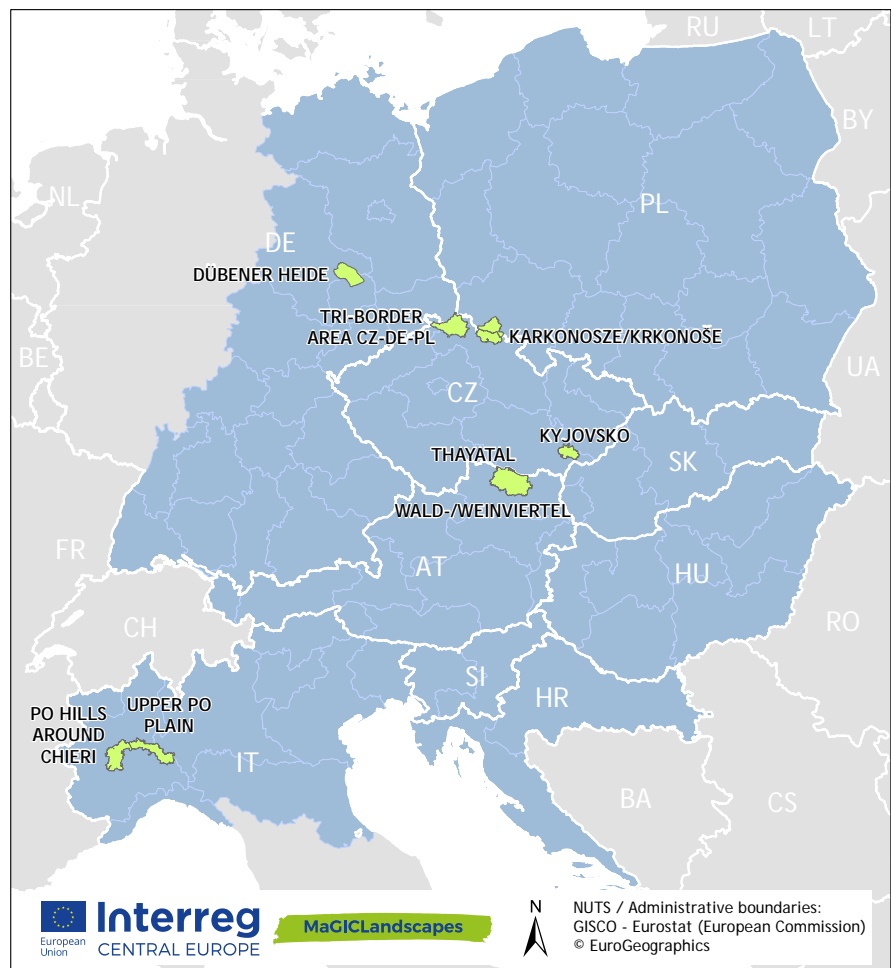 RU
LT
BY
NL
PL
DE
DÜBENER HEIDE
TRI-BORDER
AREA CZ-DE-PL
KARKONOSZE/KRKONOŠE
BE
UA
CZ
KYJOVSKO
THAYATAL
SK
WALD-/WEINVIERTEL
FR
AT
HU
CH
RO
SI
HR
PO HILLS
AROUND
CHIERI
UPPER PO
PLAIN
IT
BA
CS
European
Union
Interreg
CENTRAL EUROPE
MaGICLandscapes
N
NUTS / Administrative boundaries:
GISCO - Eurostat (European Commission)
© EuroGeographics